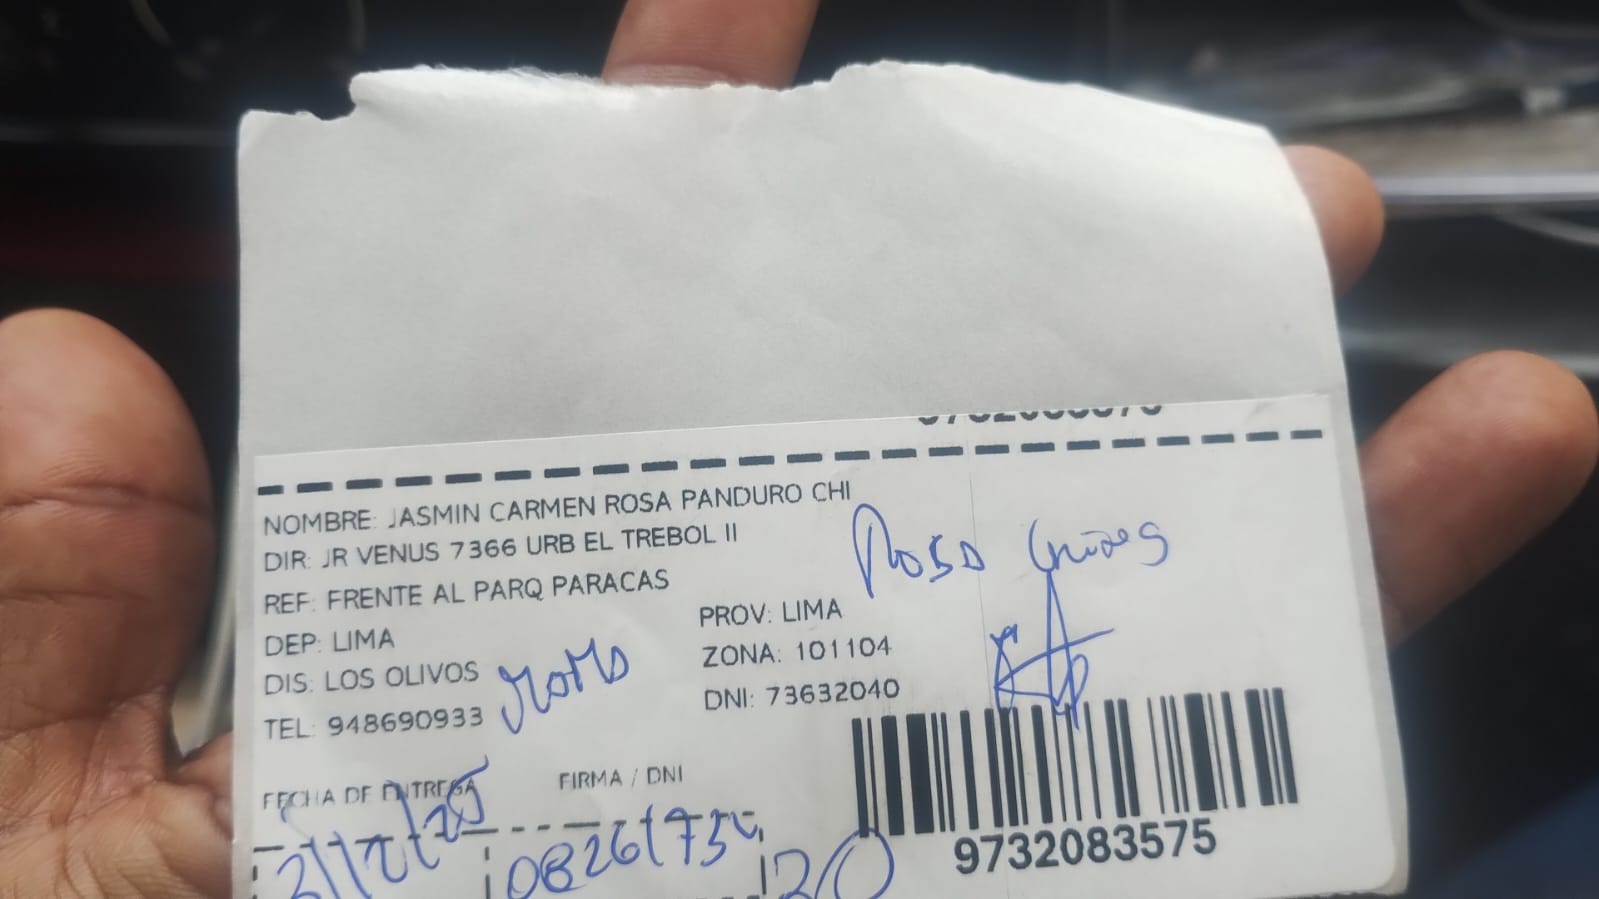 NOMBRE: JASMIN CARMEN ROSA PANDURO CHI
DIR: JR VENUS 7366 URB EL TREBOL II
REF: FRENTE AL PARQ PARACAS
DEP: LIMA
PROV: LIMA
DIS: LOS OLIVOS
ZONA: 101104
TEL: 948690933
DNI: 73632040
Rosa
FECHA DE ENTREGA
FIRMA / DNI
20
9732083575